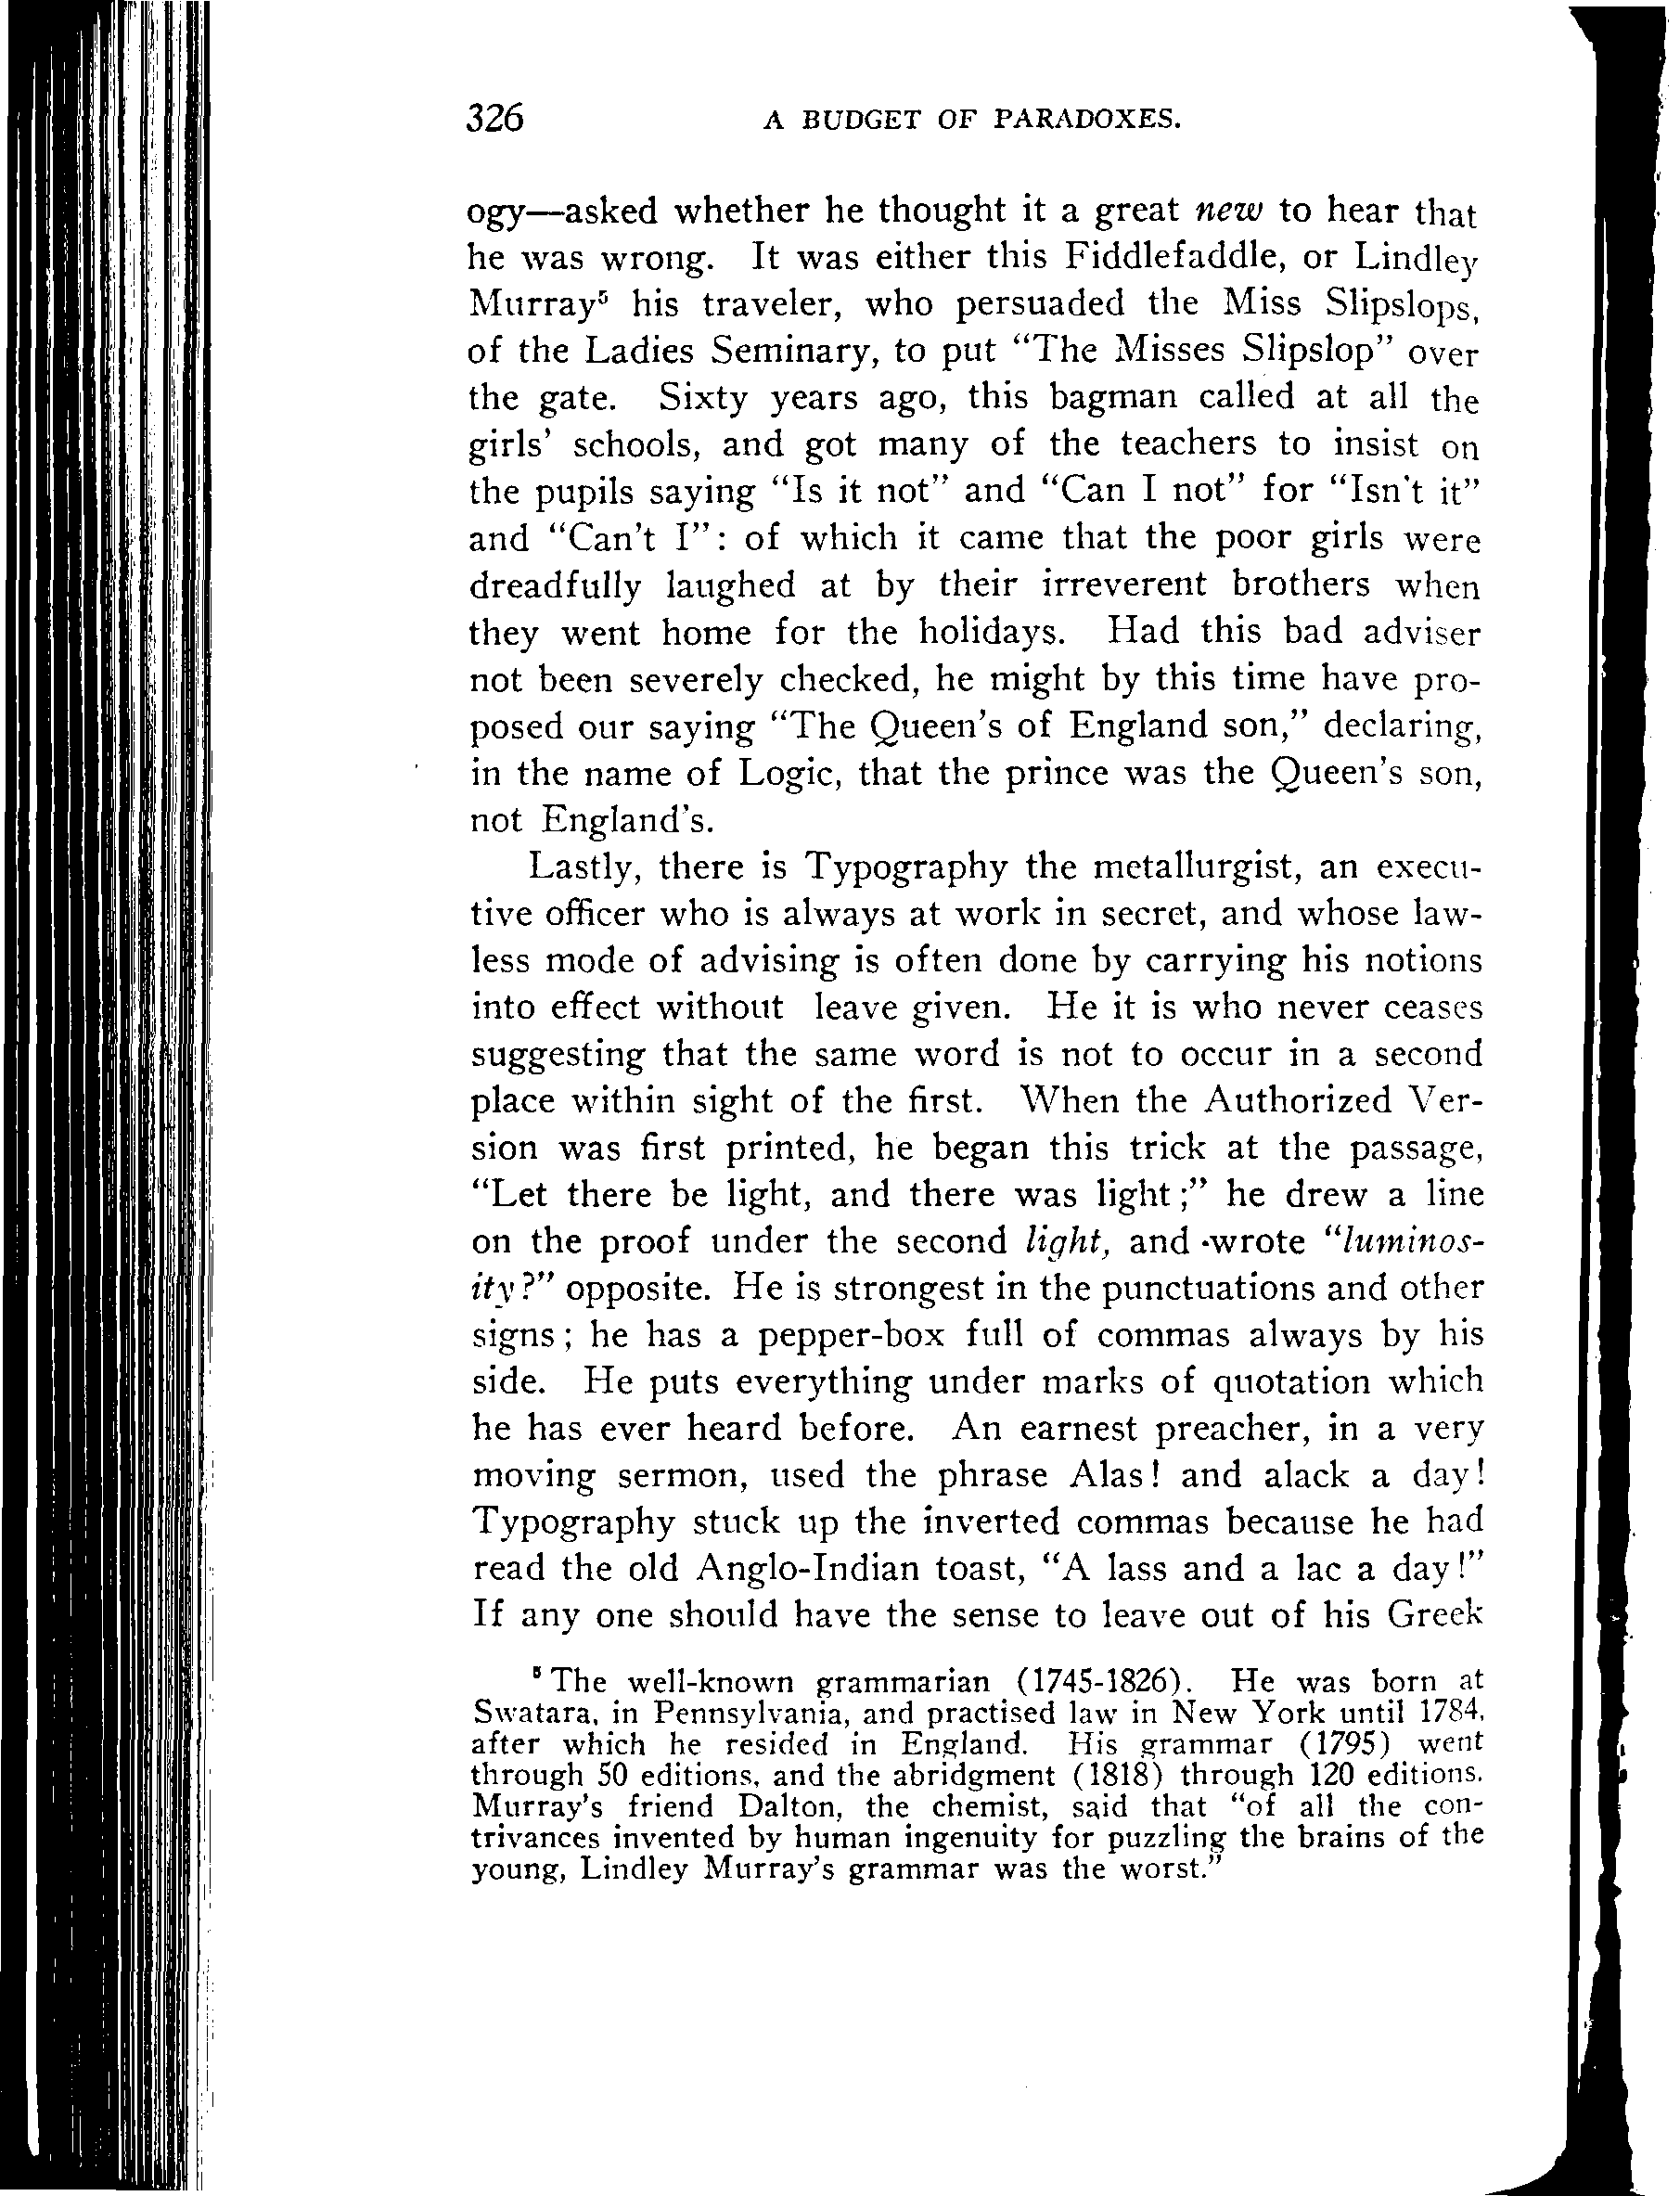 326 A BUDGET OF PARADOXES.
ogy—asked whether he thought it a great new to hear that
he was wrong. It was either this Fiddlefaddle, or Lindley
Murray⁵ his traveler, who persuaded the Miss Slipslops,
of the Ladies Seminary, to put “The Misses Slipslop” over
the gate. Sixty years ago, this bagman called at all the
girls’ schools, and got many of the teachers to insist on
the pupils saying “Is it not” and “Can I not” for “Isn't it”
and “Can't I”: of which it came that the poor girls were
dreadfully laughed at by their irreverent brothers when
they went home for the holidays. Had this bad adviser
not been severely checked, he might by this time have pro-
posed our saying “The Queen's of England son,” declaring,
in the name of Logic, that the prince was the Queen's son,
not England's.
Lastly, there is Typography the metallurgist, an execu-
tive officer who is always at work in secret, and whose law-
less mode of advising is often done by carrying his notions
into effect without leave given. He it is who never ceases
suggesting that the same word is not to occur in a second
place within sight of the first. When the Authorized Ver-
sion was first printed, he began this trick at the passage,
“Let there be light, and there was light;” he drew a line
on the proof under the second light, and wrote “luminos-
ity?” opposite. He is strongest in the punctuations and other
signs; he has a pepper-box full of commas always by his
side. He puts everything under marks of quotation which
he has ever heard before. An earnest preacher, in a very
moving sermon, used the phrase Alas! and alack a day!
Typography stuck up the inverted commas because he had
read the old Anglo-Indian toast, “A lass and a lac a day!”
If any one should have the sense to leave out of his Greek
⁵ The well-known grammarian (1745-1826). He was born at
Swatara, in Pennsylvania, and practised law in New York until 1784,
after which he resided in England. His grammar (1795) went
through 50 editions, and the abridgment (1818) through 120 editions.
Murray's friend Dalton, the chemist, said that “of all the con-
trivances invented by human ingenuity for puzzling the brains of the
young, Lindley Murray's grammar was the worst.”